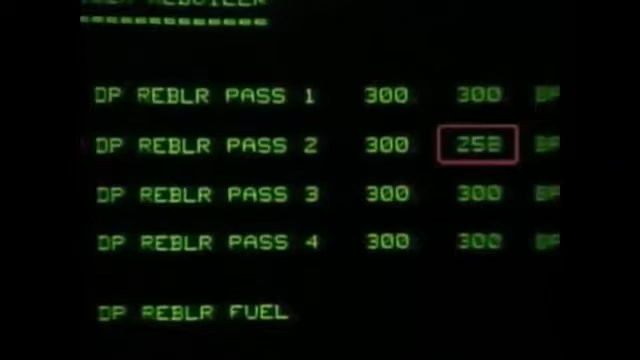 DP REBLR PASS 1 300 300
DP REBLR PASS 2 300 258
DP REBLR PASS 3 300 300
DP REBLR PASS 4 300 300
DP REBLR FUEL